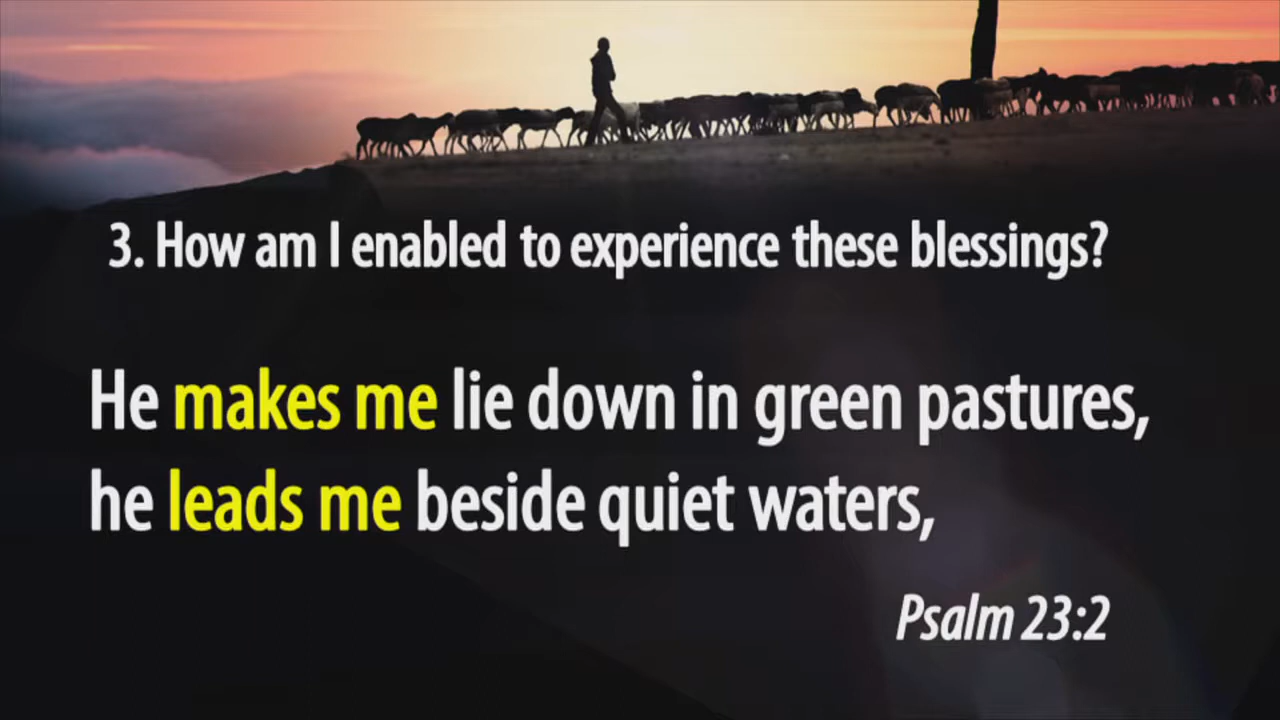 3. How am I enabled to experience these blessings?
He makes me lie down in green pastures,
he leads me beside quiet waters,
Psalm 23:2